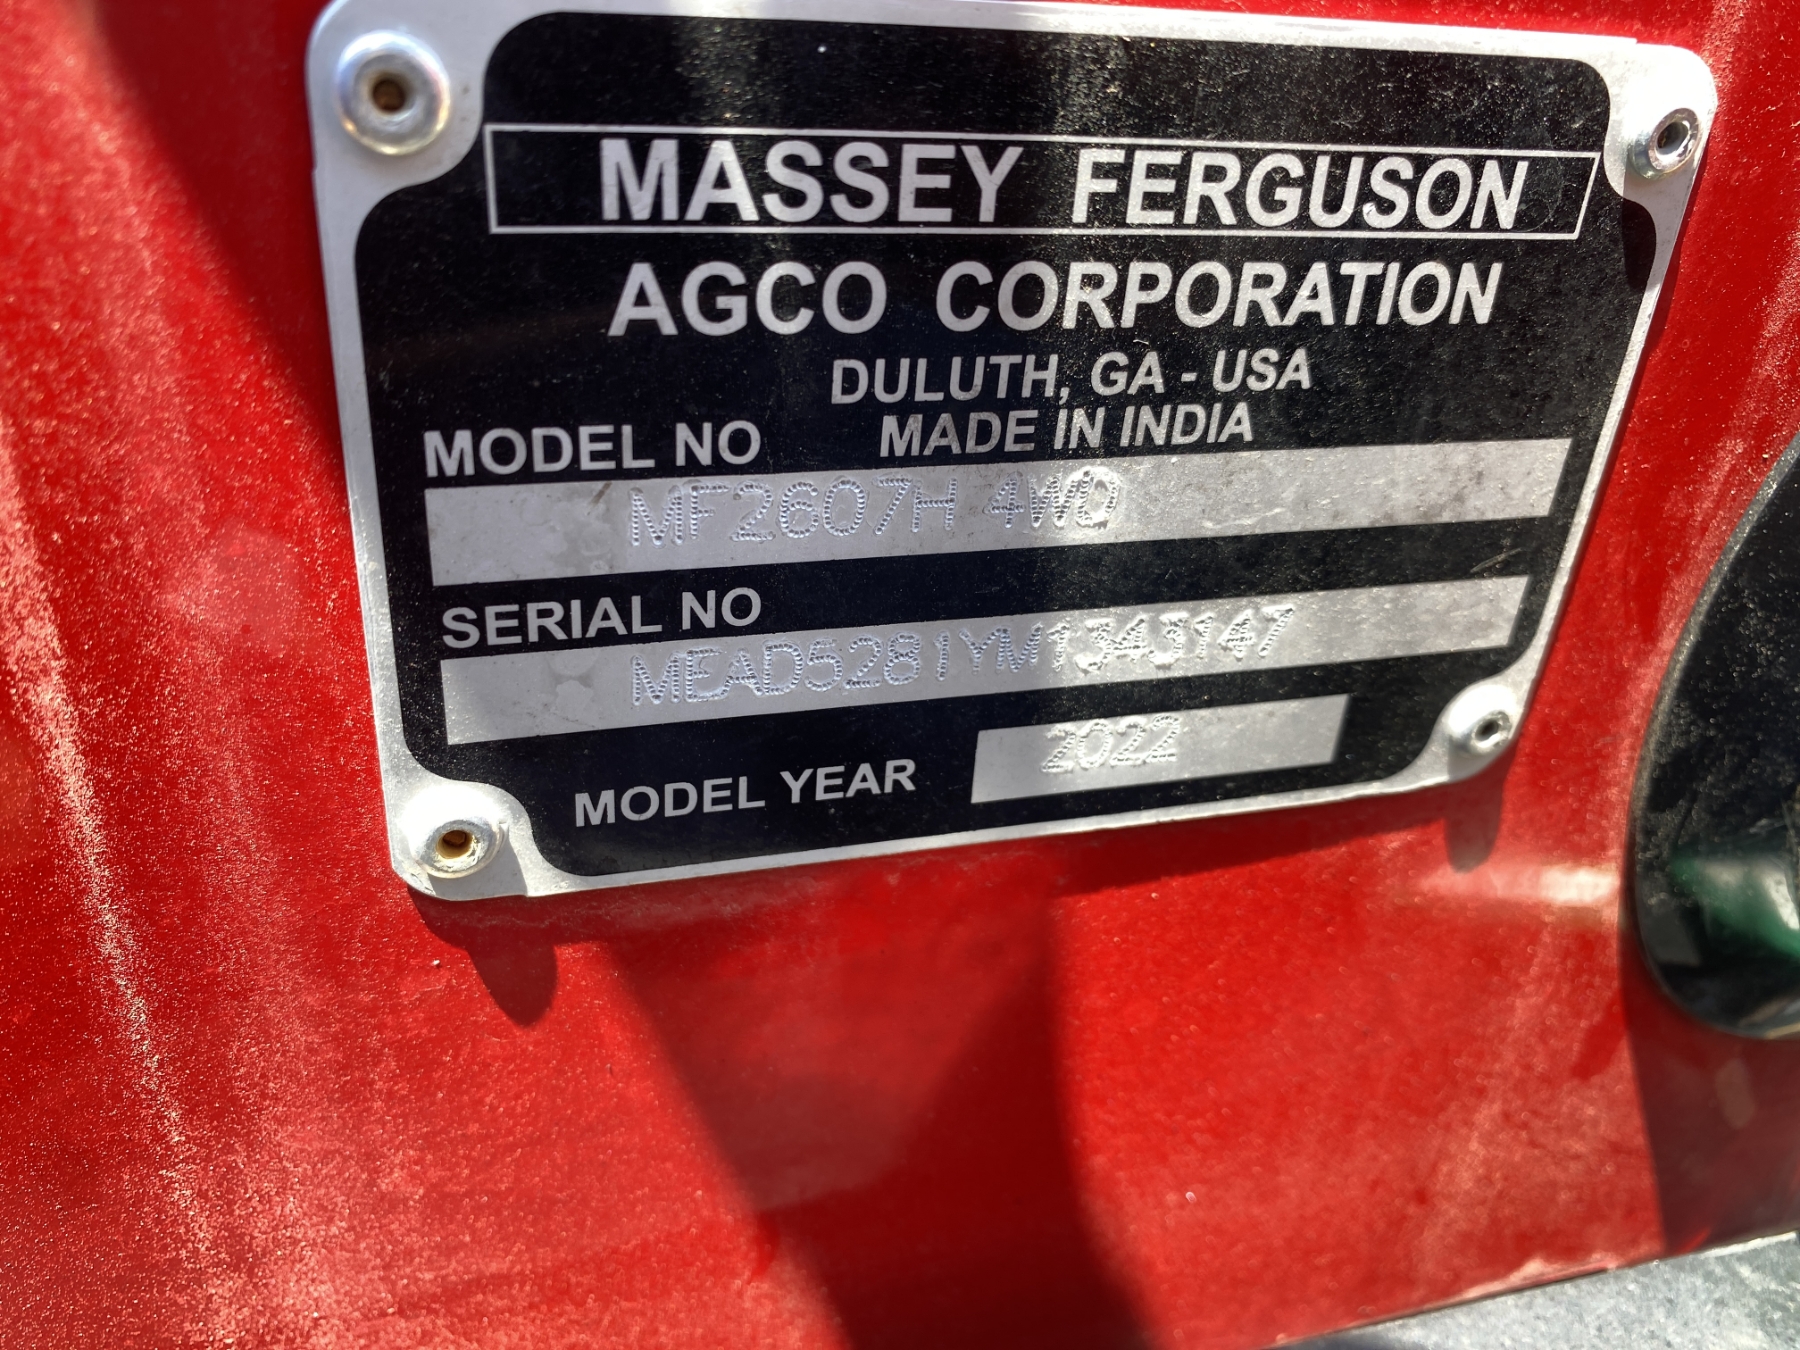 MASSEY FERGUSON
AGCO CORPORATION
DULUTH, GA - USA
MADE IN INDIA
MODEL NO
MF2607H 4WD
SERIAL NO
MEAD5281YM1343147
MODEL YEAR 2022